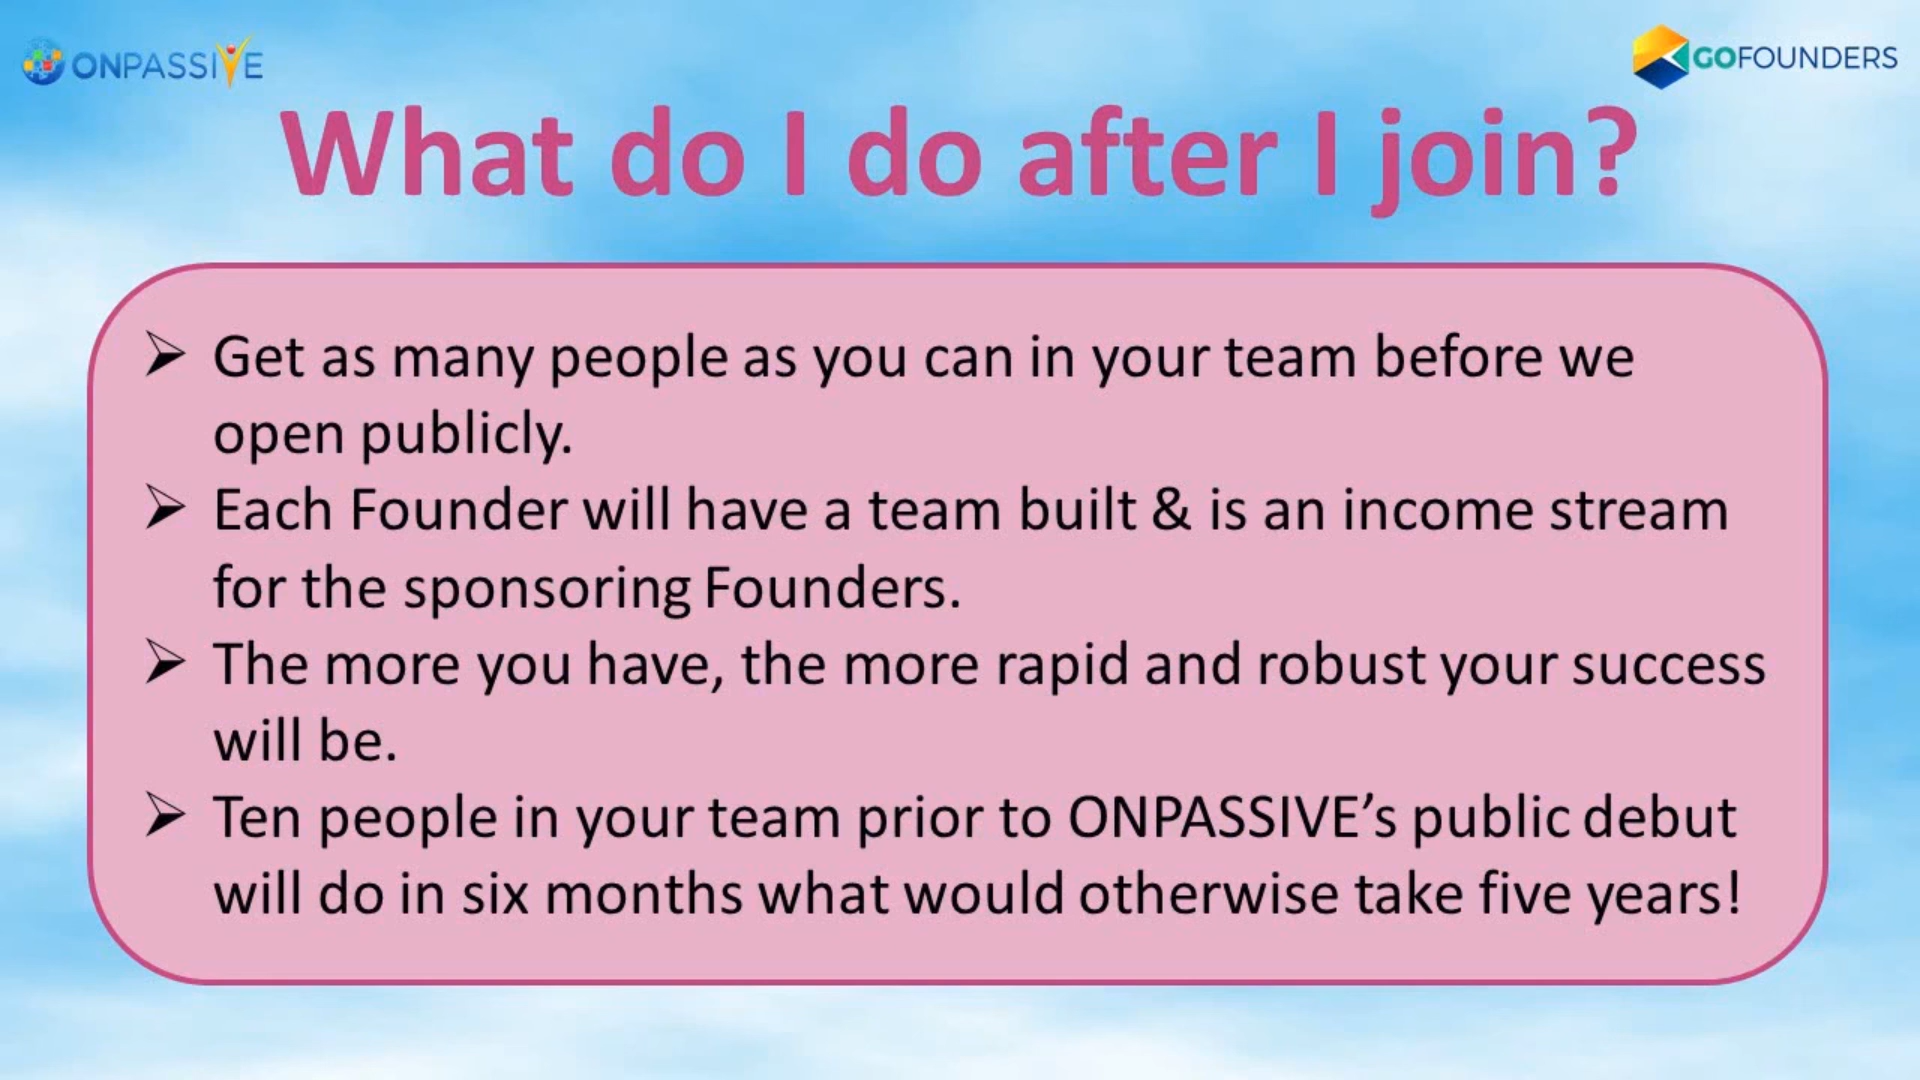 ONPASSIVE
GOFOUNDERS
What do I do after I join?
➢ Get as many people as you can in your team before we
open publicly.
➢ Each Founder will have a team built & is an income stream
for the sponsoring Founders.
➢ The more you have, the more rapid and robust your success
will be.
➢ Ten people in your team prior to ONPASSIVE’s public debut
will do in six months what would otherwise take five years!